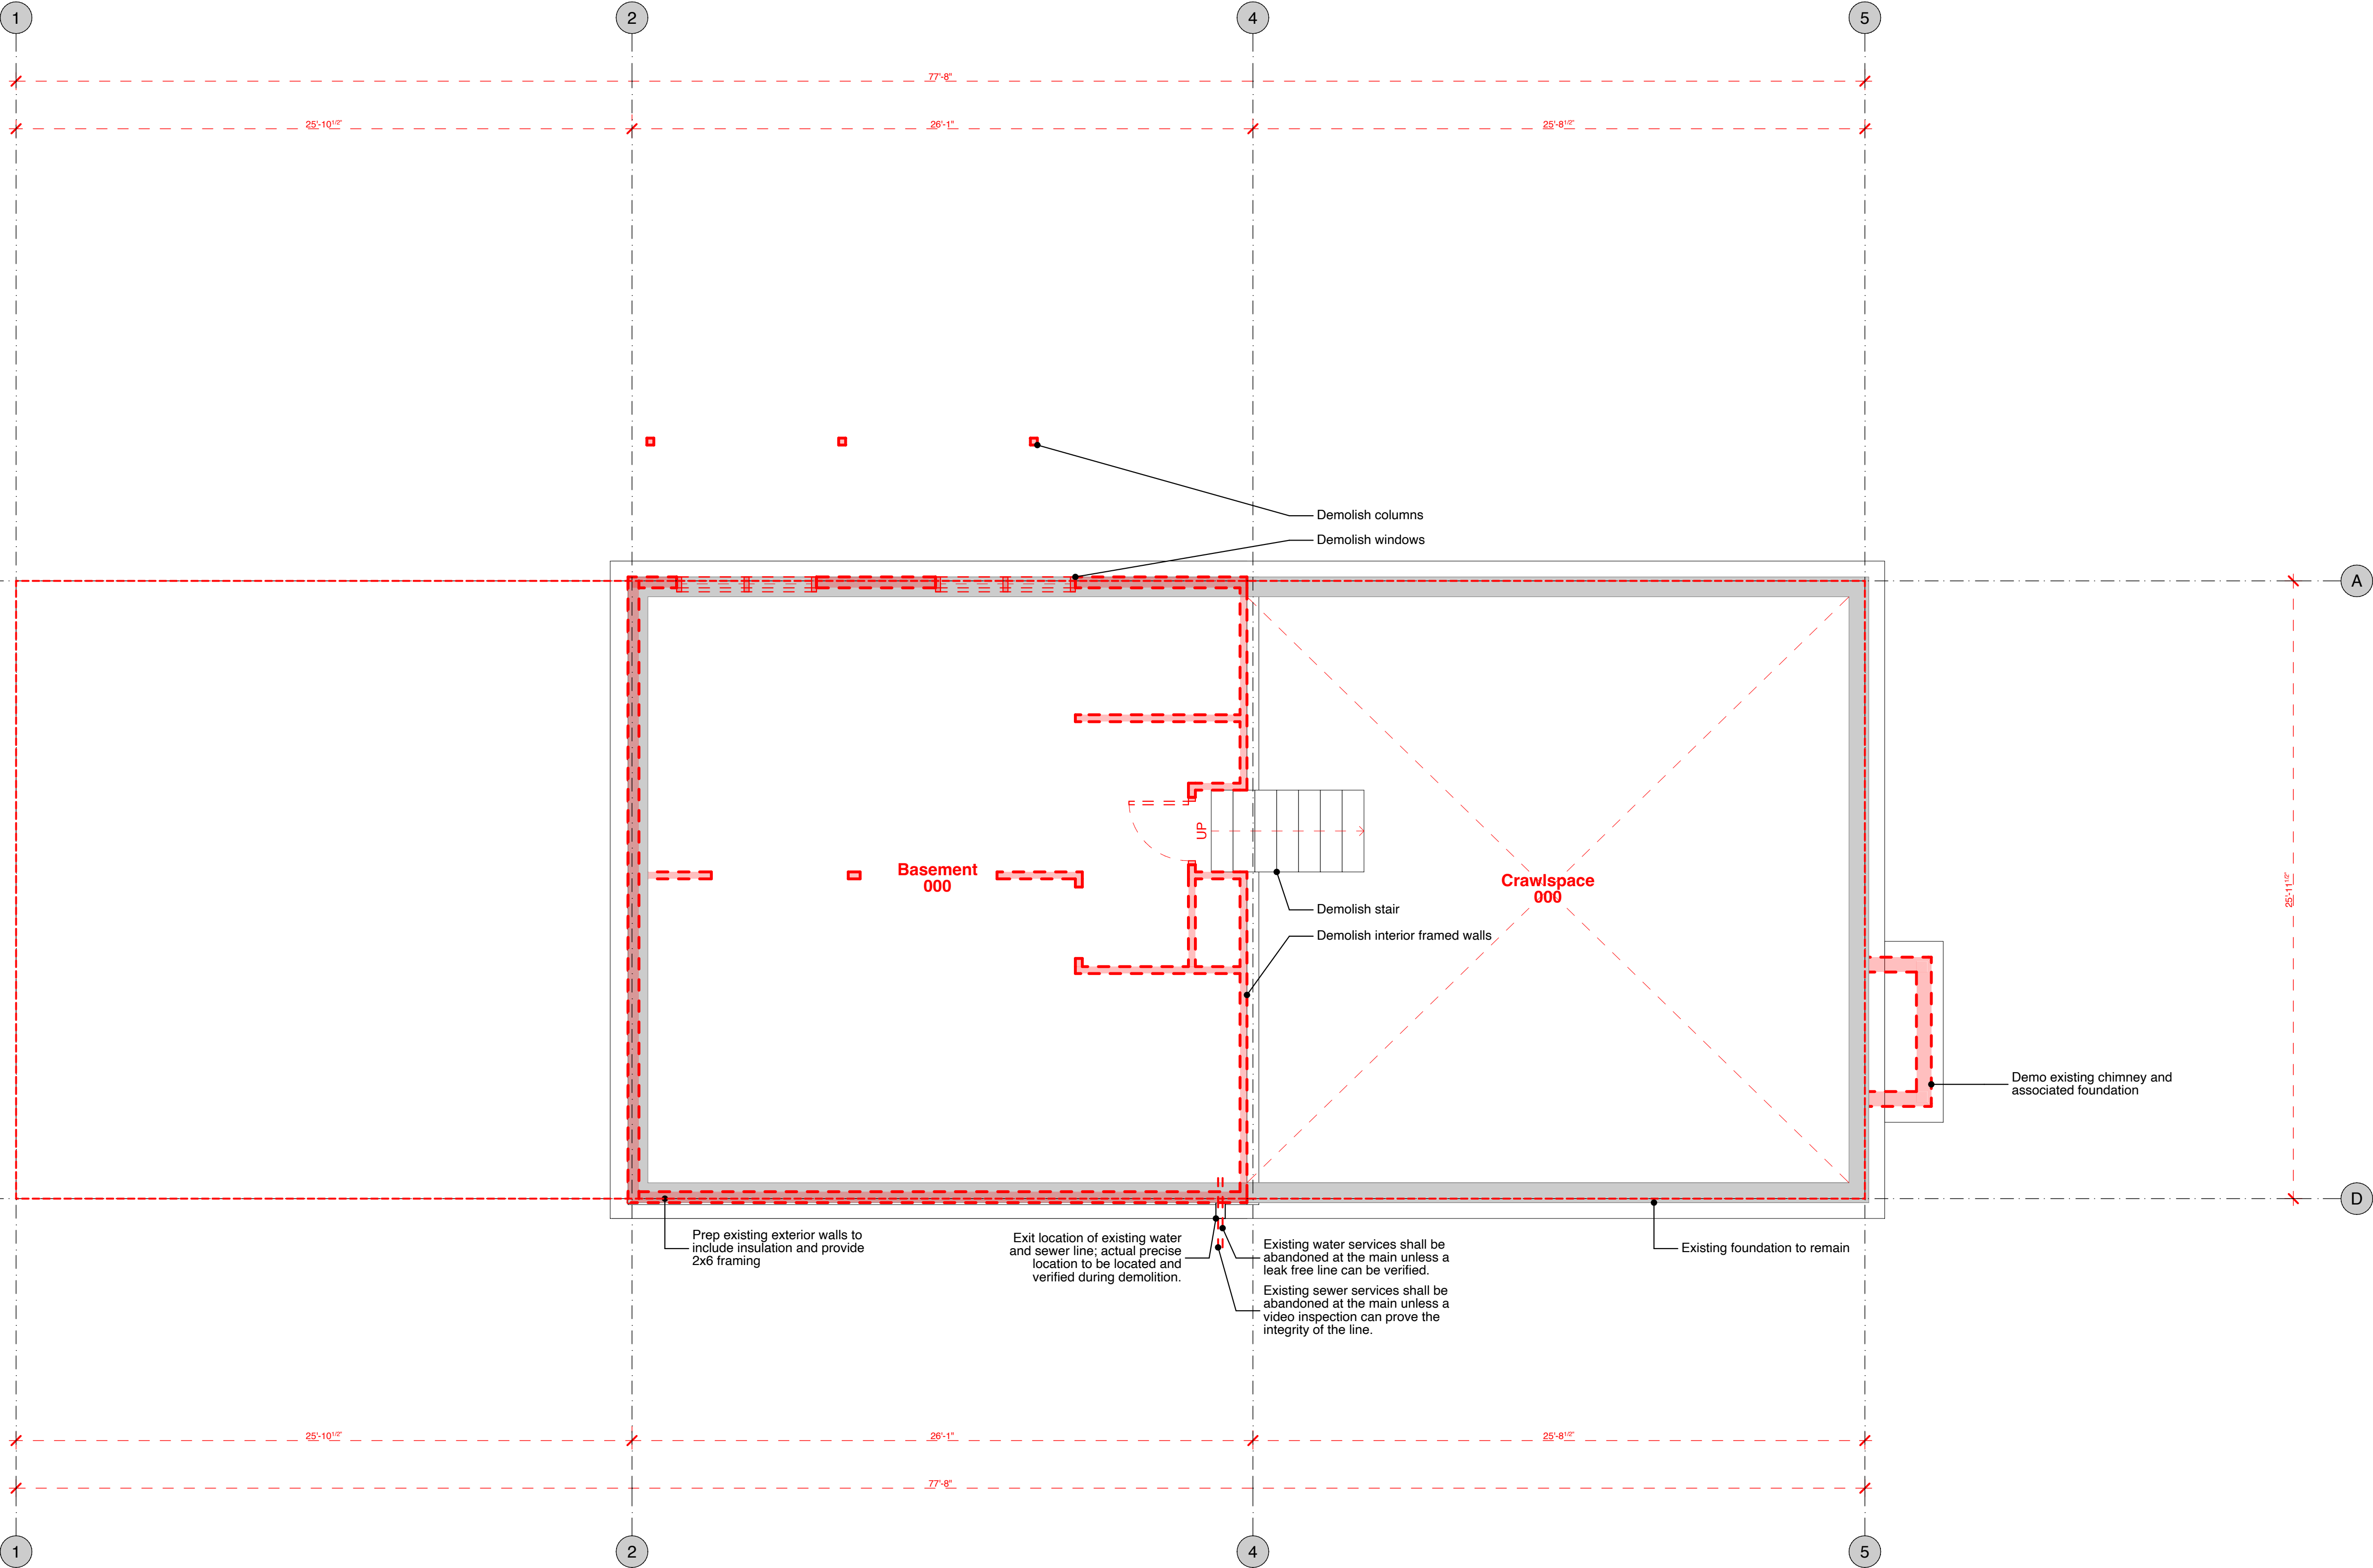 1
2
4
5
77'-8"
25'-10 1/2"
26'-1"
25'-8 1/2"
Demolish columns
Demolish windows
A
UP
Basement
000
Crawlspace
000
25'-11 1/2"
Demolish stair
Demolish interior framed walls
Demo existing chimney and
associated foundation
D
Prep existing exterior walls to
include insulation and provide
2x6 framing
Exit location of existing water
and sewer line; actual precise
location to be located and
verified during demolition.
Existing water services shall be
abandoned at the main unless a
leak free line can be verified.
Existing sewer services shall be
abandoned at the main unless a
video inspection can prove the
integrity of the line.
Existing foundation to remain
25'-10 1/2"
26'-1"
25'-8 1/2"
77'-8"
1
2
4
5